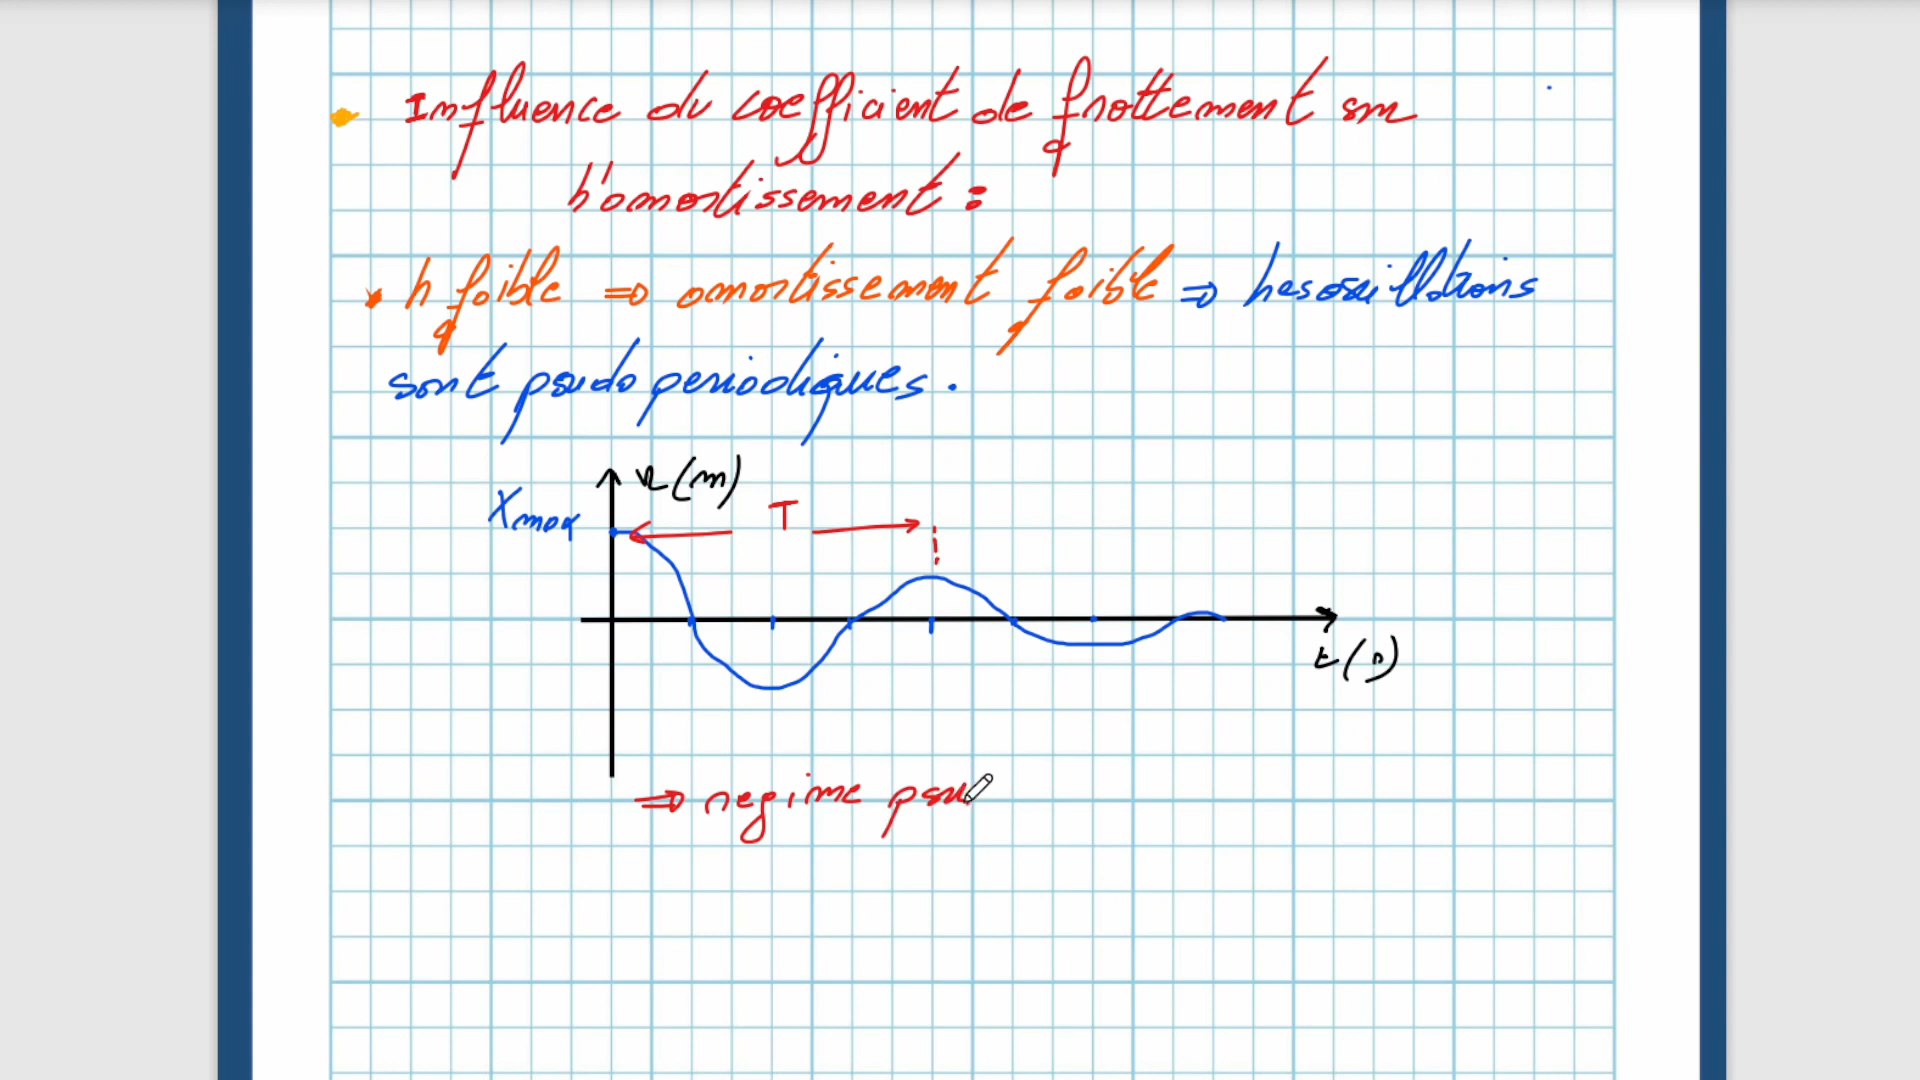 Influence du coefficient de frottement sur
l'amortissement :
h faible ⇒ amortissement faible ⇒ les oscillations
sont pseudo periodiques.
x(m)
Xmax
T
t(s)
⇒ regime pseu